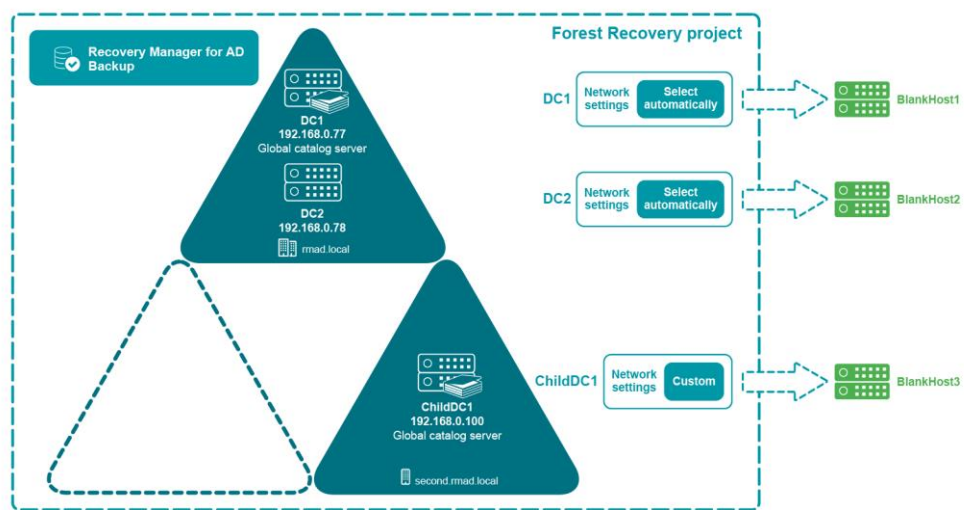 Recovery Manager for AD
Backup
Forest Recovery project
DC1
192.168.0.77
Global catalog server
DC2
192.168.0.78
rmad.local
ChildDC1
192.168.0.100
Global catalog server
second.rmad.local
DC1
Network
settings
Select
automatically
BlankHost1
DC2
Network
settings
Select
automatically
BlankHost2
ChildDC1
Network
settings
Custom
BlankHost3